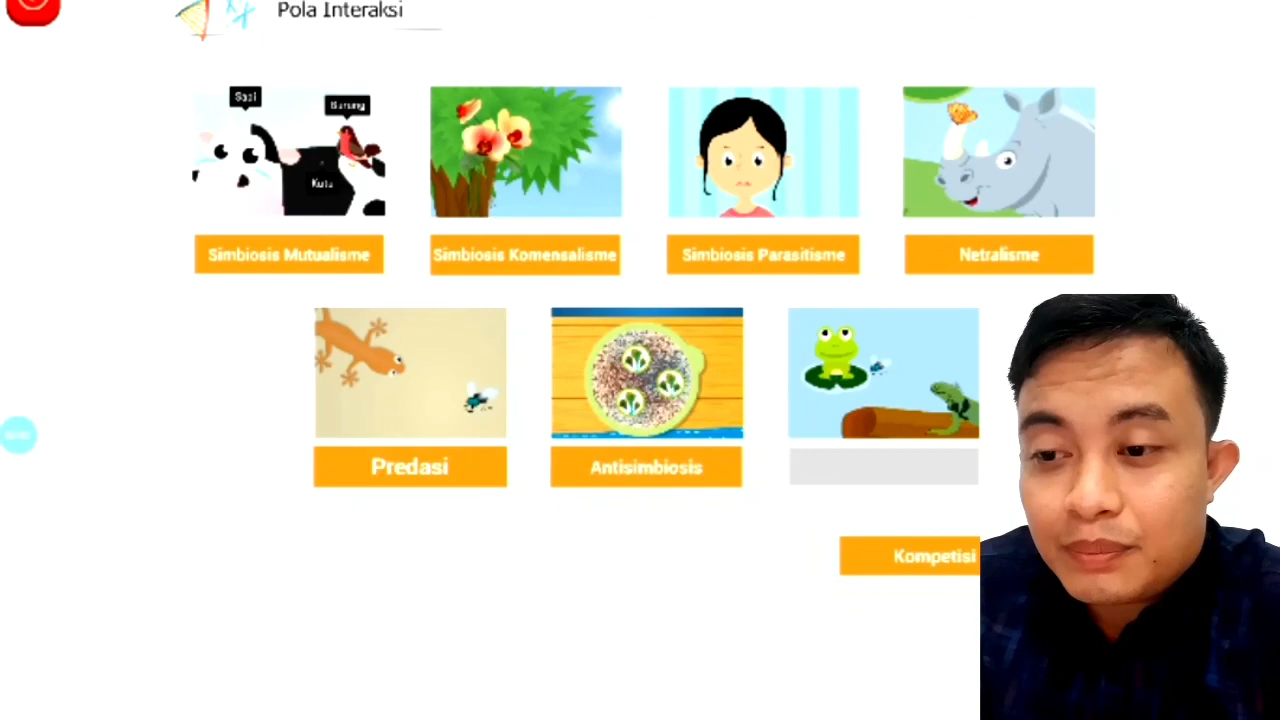 Pola Interaksi
Sapi
Burung
Kutu
Simbiosis Mutualisme
Simbiosis Komensalisme
Simbiosis Parasitisme
Netralisme
Predasi
Antisimbiosis
Kompetisi